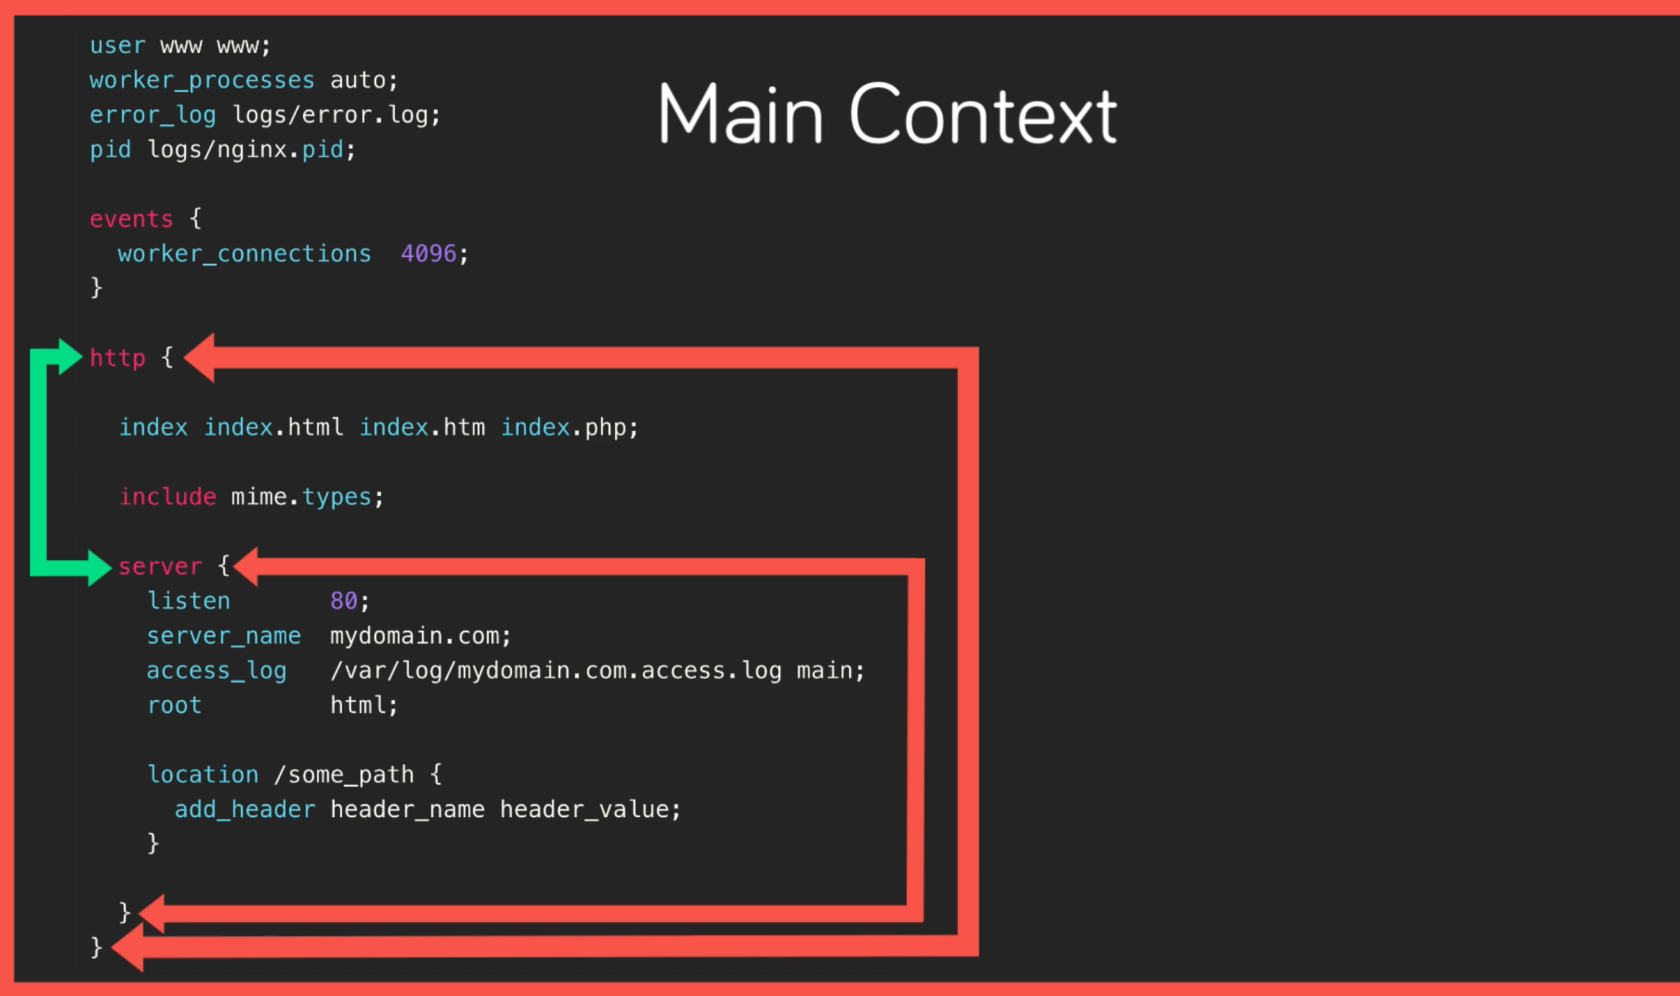 user www www;
worker_processes auto;
error_log logs/error.log;
pid logs/nginx.pid;
Main Context
events {
  worker_connections  4096;
}
http {
  index index.html index.htm index.php;
  include mime.types;
  server {
    listen       80;
    server_name  mydomain.com;
    access_log   /var/log/mydomain.com.access.log main;
    root         html;
    location /some_path {
      add_header header_name header_value;
    }
  }
}